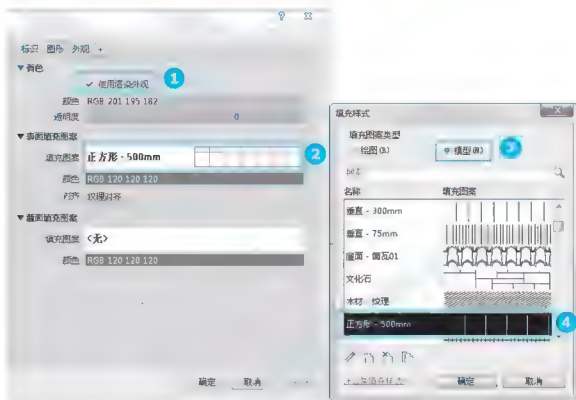 标识 图形 外观 +
▼着色
✓ 使用渲染外观
1
颜色 RGB 201 195 182
透明度 0
▼表面填充图案
填充图案 正方形 - 500mm
2
颜色 RGB 120 120 120
对齐 纹理对齐
▼截面填充图案
填充图案 <无>
颜色 RGB 120 120 120
确定 取消
填充样式
填充图案类型
绘图(R) 模型(M)
3
名称 填充图案
垂直 - 300mm
垂直 - 75mm
屋面 - 筒瓦01
文化石
木材 - 纹理
正方形 - 500mm
4
确定 取消